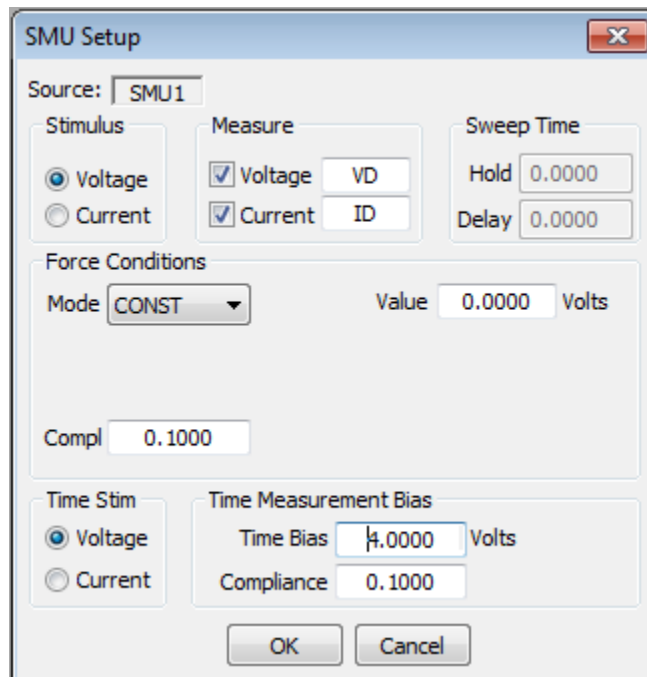 SMU Setup
Source: SMU1
Stimulus
Voltage
Current
Measure
Voltage VD
Current ID
Sweep Time
Hold 0.0000
Delay 0.0000
Force Conditions
Mode CONST Value 0.0000 Volts
Compl 0.1000
Time Stim
Voltage
Current
Time Measurement Bias
Time Bias 4.0000 Volts
Compliance 0.1000
OK Cancel